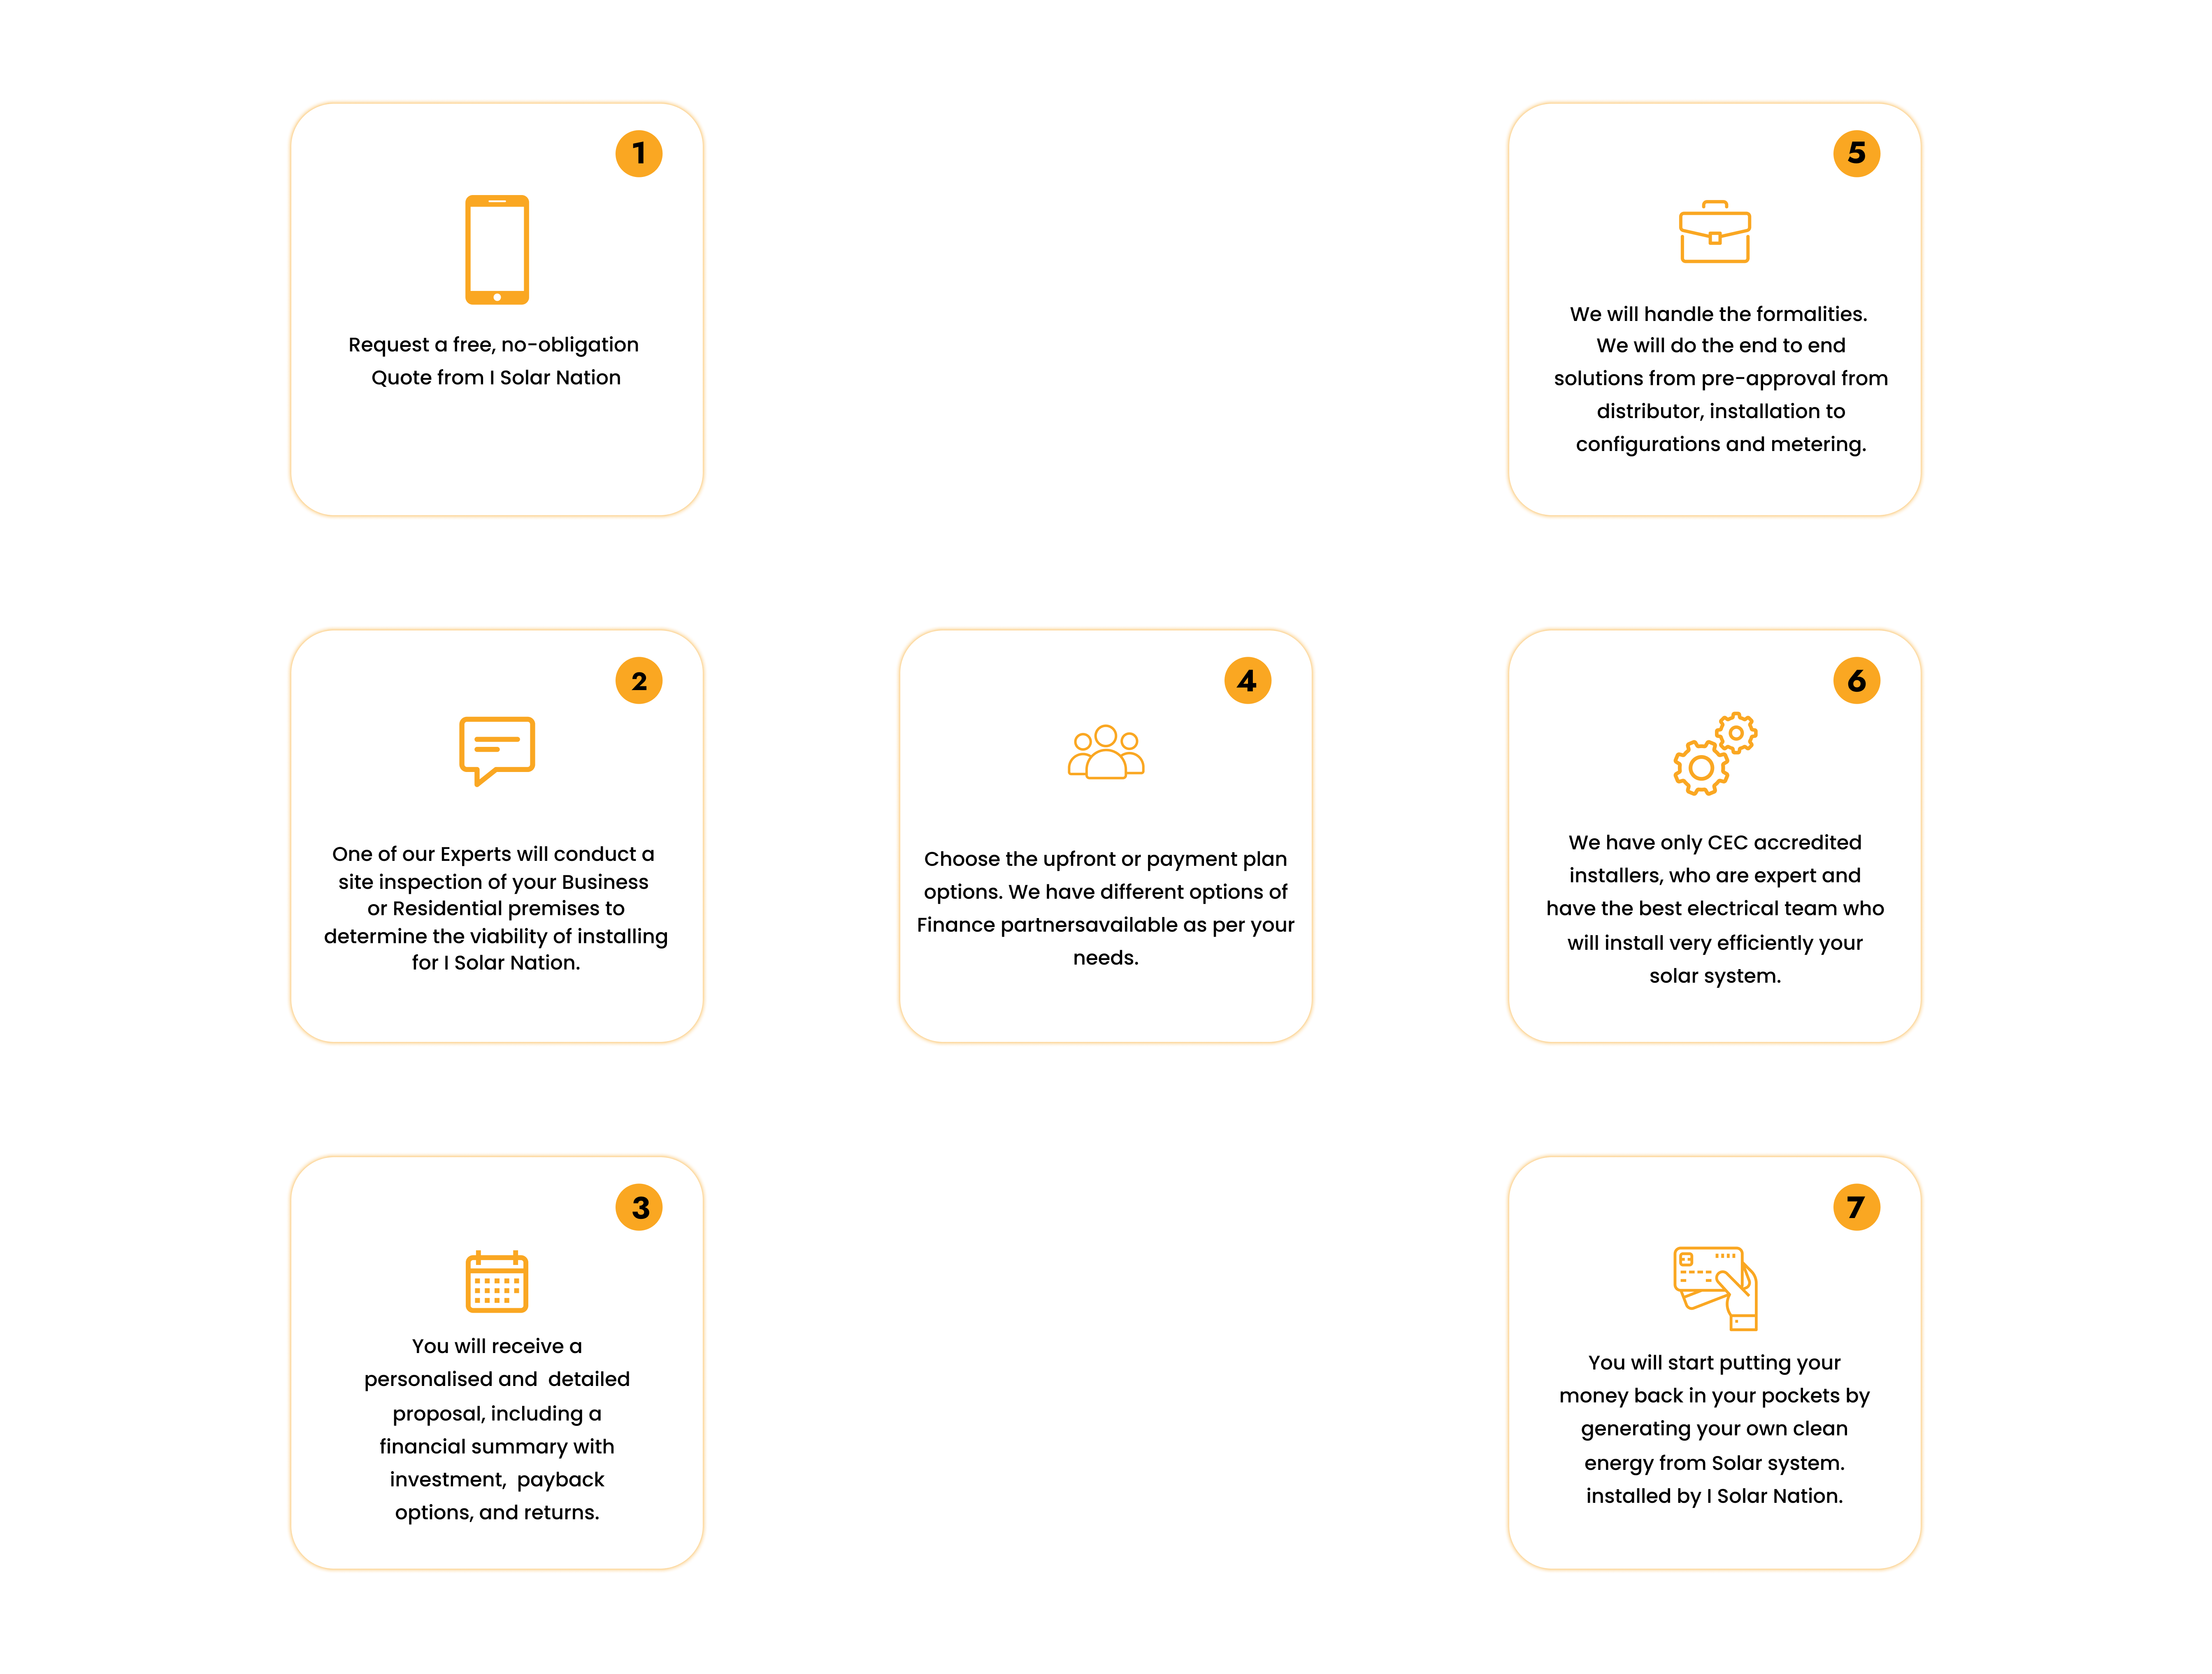 1
Request a free, no-obligation
Quote from I Solar Nation
2
One of our Experts will conduct a
site inspection of your Business
or Residential premises to
determine the viability of installing
for I Solar Nation.
3
You will receive a
personalised and  detailed
proposal, including a
financial summary with
investment,  payback
options, and returns.
4
Choose the upfront or payment plan
options. We have different options of
Finance partnersavailable as per your
needs.
5
We will handle the formalities.
We will do the end to end
solutions from pre-approval from
distributor, installation to
configurations and metering.
6
We have only CEC accredited
installers, who are expert and
have the best electrical team who
will install very efficiently your
solar system.
7
You will start putting your
money back in your pockets by
generating your own clean
energy from Solar system.
installed by I Solar Nation.